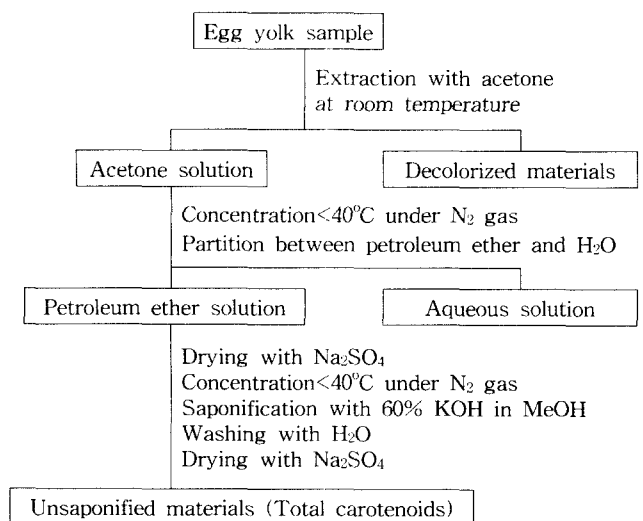 Egg yolk sample
Extraction with acetone
at room temperature
Acetone solution
Decolorized materials
Concentration<40°C under N₂ gas
Partition between petroleum ether and H₂O
Petroleum ether solution
Aqueous solution
Drying with Na₂SO₄
Concentration<40°C under N₂ gas
Saponification with 60% KOH in MeOH
Washing with H₂O
Drying with Na₂SO₄
Unsaponified materials (Total carotenoids)